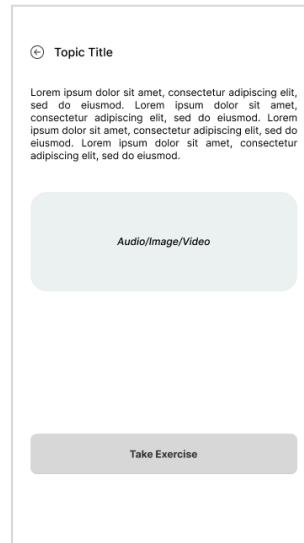 Topic Title
Lorem ipsum dolor sit amet, consectetur adipiscing elit,
sed do eiusmod. Lorem ipsum dolor sit amet,
consectetur adipiscing elit, sed do eiusmod. Lorem
ipsum dolor sit amet, consectetur adipiscing elit, sed do
eiusmod. Lorem ipsum dolor sit amet, consectetur
adipiscing elit, sed do eiusmod.
Audio/Image/Video
Take Exercise